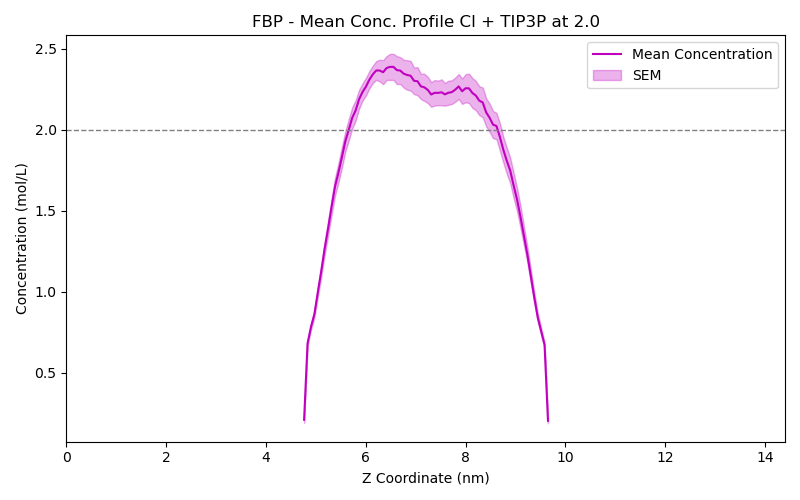 FBP - Mean Conc. Profile Cl + TIP3P at 2.0
Mean Concentration
SEM
Concentration (mol/L)
2.5
2.0
1.5
1.0
0.5
0 2 4 6 8 10 12 14
Z Coordinate (nm)